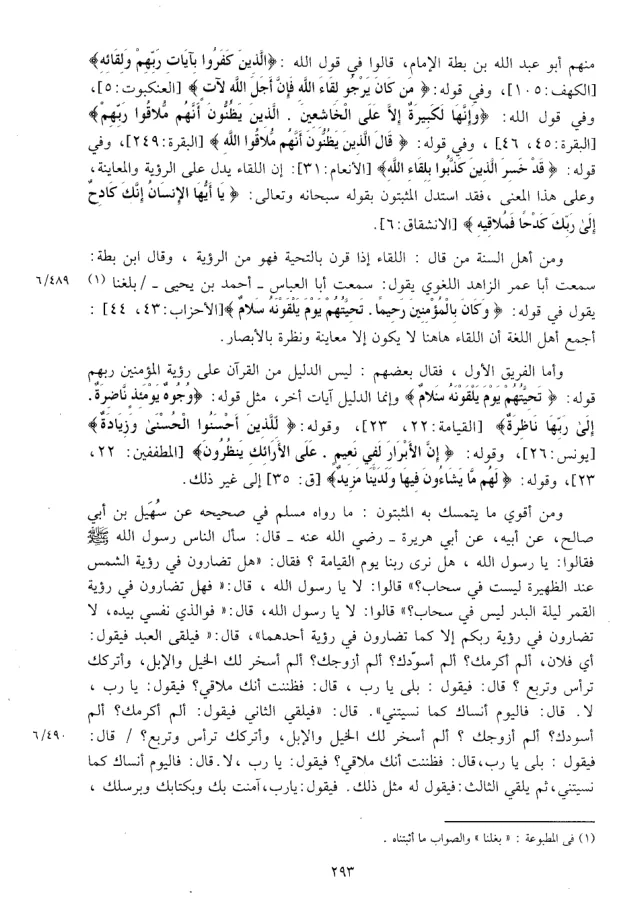 منهم أبو عبد الله بن بطة الإمام، قالوا في قول الله : ﴿الَّذِينَ كَفَرُوا بِآيَاتِ رَبِّهِمْ وَلِقَائِهِ﴾
[الكهف: ١٠٥]، وفي قوله: ﴿ مَن كَانَ يَرْجُو لِقَاءَ اللَّهِ فَإِنَّ أَجَلَ اللَّهِ لآت ﴾ [العنكبوت: ٥]،
وفي قول الله: ﴿وَإِنَّهَا لَكَبِيرَةٌ إِلاَّ عَلَى الْخَاشِعِينَ . الَّذِينَ يَظُنُّونَ أَنَّهُم مُّلاقُوا رَبِّهِمْ﴾
[البقرة: ٤٥، ٤٦] ، وفي قوله: ﴿ قَالَ الَّذِينَ يَظُنُّونَ أَنَّهُم مُّلاقُوا اللَّهِ ﴾ [البقرة: ٢٤٩]، وفي
قوله: ﴿ قَدْ خَسِرَ الَّذِينَ كَذَّبُوا بِلِقَاءِ اللَّهِ﴾ [الأنعام: ٣١]: إن اللقاء يدل على الرؤية والمعاينة،
وعلى هذا المعنى ،فقد استدل المثبتون بقوله سبحانه وتعالى: ﴿ يَا أَيُّهَا الإِنسَانُ إِنَّكَ كَادِحٌ
إِلَىٰ رَبِّكَ كَدْحًا فَمُلاقِيهِ ﴾ [الانشقاق: ٦].
ومن أهل السنة من قال : اللقاء إذا قرن بالتحية فهو من الرؤية ، وقال ابن بطة:
سمعت أبا عمر الزاهد اللغوي يقول: سمعت أبا العباس ـ أحمد بن يحيى ـ / بلغنا (١) ٦/٤٨٩
يقول في قوله: ﴿ وَكَانَ بِالْمُؤْمِنِينَ رَحِيمًا. تَحِيَّتُهُمْ يَوْمَ يَلْقَوْنَهُ سَلامٌ ﴾[الأحزاب: ٤٣، ٤٤] :
أجمع أهل اللغة أن اللقاء هاهنا لا يكون إلا معاينة ونظرة بالأبصار.
وأما الفريق الأول ، فقال بعضهم : ليس الدليل من القرآن على رؤية المؤمنين ربهم
قوله: ﴿ تَحِيَّتُهُمْ يَوْمَ يَلْقَوْنَهُ سَلامٌ﴾ وإنما الدليل آيات أخر، مثل قوله: ﴿وُجُوهٌ يَوْمَئِذٍ نَّاضِرَةٌ.
إِلَىٰ رَبِّهَا نَاظِرَةٌ﴾ [القيامة: ٢٢، ٢٣]، وقوله: ﴿ لِلَّذِينَ أَحْسَنُوا الْحُسْنَىٰ وَزِيَادَةٌ﴾
[يونس: ٢٦]، وقوله: ﴿ إِنَّ الأَبْرَارَ لَفِي نَعِيمٍ . عَلَى الأَرَائِكِ يَنظُرُونَ﴾ [المطففين: ٢٢،
٢٣]، وقوله: ﴿ لَهُم مَّا يَشَاءُونَ فِيهَا وَلَدَيْنَا مَزِيدٌ﴾ [ق: ٣٥] إلى غير ذلك.
ومن أقوي ما يتمسك به المثبتون : ما رواه مسلم في صحيحه عن سُهَيْل بن أبي
صالح، عن أبيه، عن أبي هريرة ـ رضي الله عنه ـ قال: سأل الناس رسول الله ﷺ
فقالوا: يا رسول الله ، هل نرى ربنا يوم القيامة ؟ فقال: «هل تضارون في رؤية الشمس
عند الظهيرة ليست في سحاب؟» قالوا: لا يا رسول الله ، قال: « فهل تضارون في رؤية
القمر ليلة البدر ليس في سحاب؟» قالوا: لا يا رسول الله، قال: « فوالذي نفسي بيده، لا
تضارون في رؤية ربكم إلا كما تضارون في رؤية أحدهما»، قال: « فيلقى العبد فيقول:
أي فلان، ألم أكرمك؟ ألم أسودك؟ ألم أزوجك؟ ألم أسخر لك الخيل والإبل، وأتركك
ترأس وتربع ؟ قال: فيقول : بلى يا رب ، قال: فظننت أنك ملاقي؟ فيقول: يا رب ،
لا. قال: فاليوم أنساك كما نسيتني». قال: «فيلقي الثاني فيقول: ألم أكرمك؟ ألم
أسودك؟ ألم أزوجك ؟ ألم أسخر لك الخيل والإبل، وأتركك ترأس وتربع؟ / قال: ٦/٤٩٠
فيقول : بلى يا رب،قال: فظننت أنك ملاقي؟ فيقول: يا رب ،لا.قال: فاليوم أنساك كما
نسيتني،ثم يلقي الثالث:فيقول له مثل ذلك. فيقول:يارب،آمنت بك وبكتابك وبرسلك ،
(١) فى المطبوعة : « بغلنا » والصواب ما أثبتناه .
٢٩٣